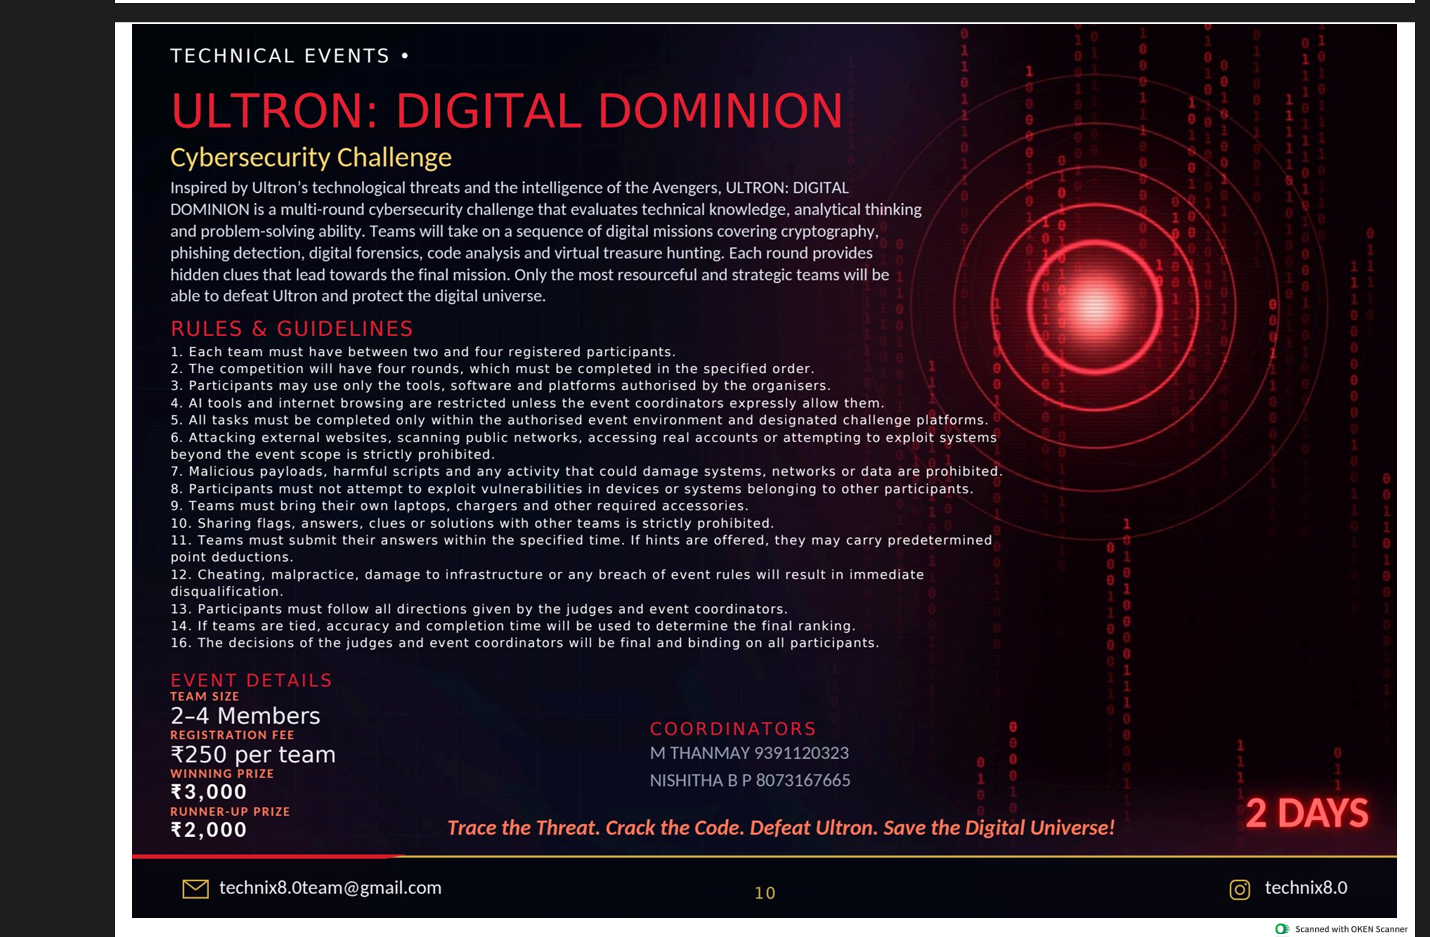 TECHNICAL EVENTS •
ULTRON: DIGITAL DOMINION
Cybersecurity Challenge
Inspired by Ultron’s technological threats and the intelligence of the Avengers, ULTRON: DIGITAL
DOMINION is a multi-round cybersecurity challenge that evaluates technical knowledge, analytical thinking
and problem-solving ability. Teams will take on a sequence of digital missions covering cryptography,
phishing detection, digital forensics, code analysis and virtual treasure hunting. Each round provides
hidden clues that lead towards the final mission. Only the most resourceful and strategic teams will be
able to defeat Ultron and protect the digital universe.
RULES & GUIDELINES
1. Each team must have between two and four registered participants.
2. The competition will have four rounds, which must be completed in the specified order.
3. Participants may use only the tools, software and platforms authorised by the organisers.
4. AI tools and internet browsing are restricted unless the event coordinators expressly allow them.
5. All tasks must be completed only within the authorised event environment and designated challenge platforms.
6. Attacking external websites, scanning public networks, accessing real accounts or attempting to exploit systems
beyond the event scope is strictly prohibited.
7. Malicious payloads, harmful scripts and any activity that could damage systems, networks or data are prohibited.
8. Participants must not attempt to exploit vulnerabilities in devices or systems belonging to other participants.
9. Teams must bring their own laptops, chargers and other required accessories.
10. Sharing flags, answers, clues or solutions with other teams is strictly prohibited.
11. Teams must submit their answers within the specified time. If hints are offered, they may carry predetermined
point deductions.
12. Cheating, malpractice, damage to infrastructure or any breach of event rules will result in immediate
disqualification.
13. Participants must follow all directions given by the judges and event coordinators.
14. If teams are tied, accuracy and completion time will be used to determine the final ranking.
16. The decisions of the judges and event coordinators will be final and binding on all participants.
EVENT DETAILS
TEAM SIZE
2–4 Members
REGISTRATION FEE
₹250 per team
WINNING PRIZE
₹3,000
RUNNER-UP PRIZE
₹2,000
COORDINATORS
M THANMAY 9391120323
NISHITHA B P 8073167665
Trace the Threat. Crack the Code. Defeat Ultron. Save the Digital Universe!
2 DAYS
technix8.0team@gmail.com
10
technix8.0
Scanned with OKEN Scanner